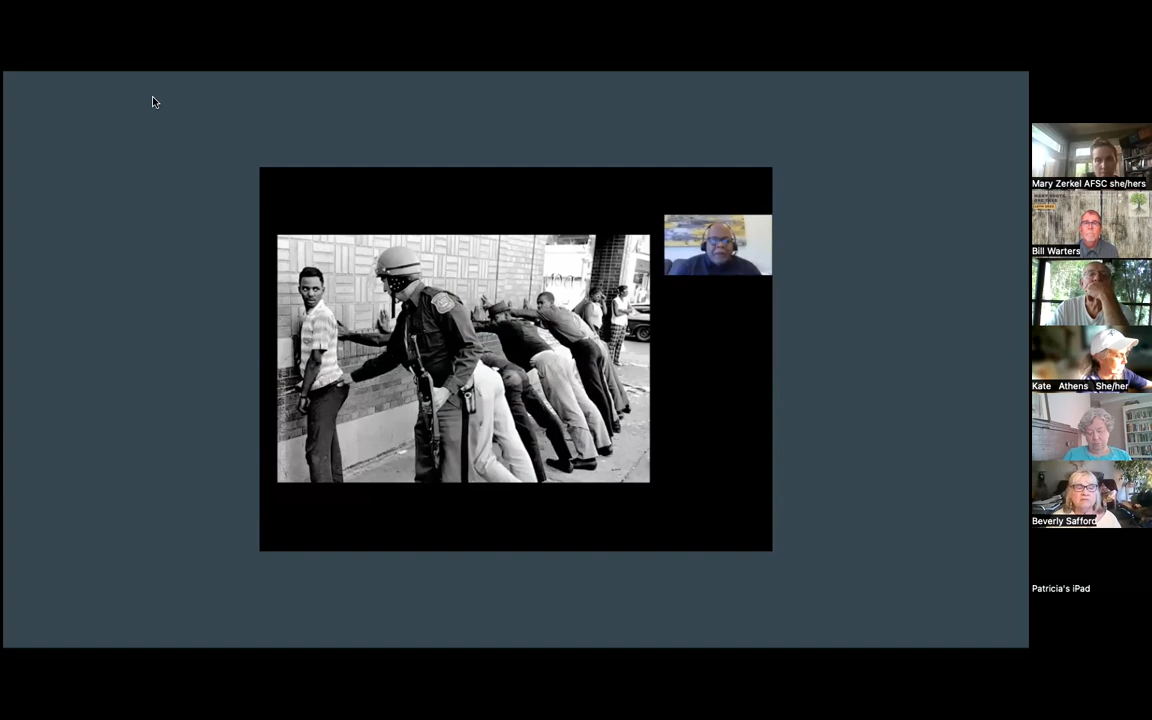 Mary Zerkel AFSC she/hers
Bill Warters
Kate Athens She/her
Beverly Safford
Patricia's iPad